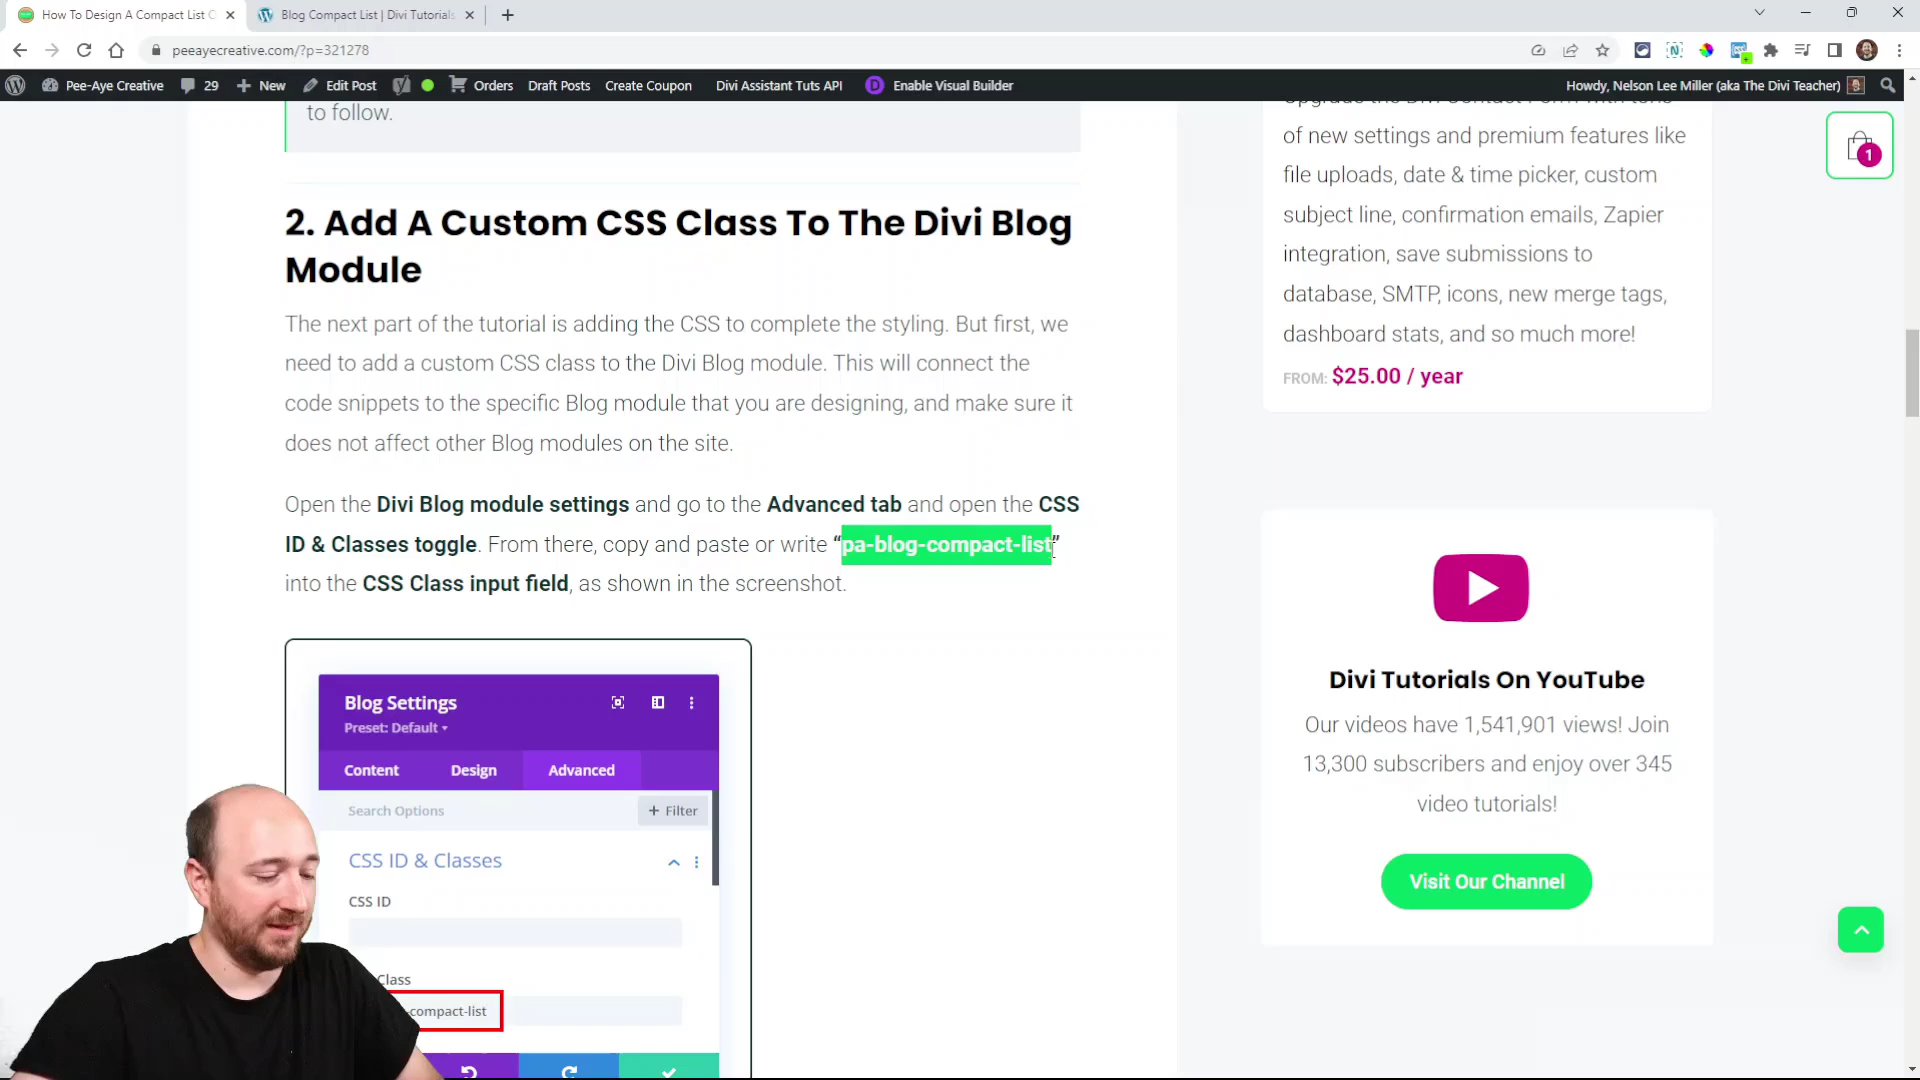 How To Design A Compact List
Blog Compact List | Divi Tutorials
peeayecreative.com/?p=321278
Pee-Aye Creative
29
New
Edit Post
Orders
Draft Posts
Create Coupon
Divi Assistant Tuts API
D
Enable Visual Builder
Howdy, Nelson Lee Miller (aka The Divi Teacher)
to follow.
2. Add A Custom CSS Class To The Divi Blog
Module
The next part of the tutorial is adding the CSS to complete the styling. But first, we
need to add a custom CSS class to the Divi Blog module. This will connect the
code snippets to the specific Blog module that you are designing, and make sure it
does not affect other Blog modules on the site.
Open the Divi Blog module settings and go to the Advanced tab and open the CSS
ID & Classes toggle. From there, copy and paste or write “pa-blog-compact-list”
into the CSS Class input field, as shown in the screenshot.
Blog Settings
Preset: Default
Content
Design
Advanced
Search Options
+ Filter
CSS ID & Classes
CSS ID
Class
-compact-list
Upgrade the Divi Contact Form with tons
of new settings and premium features like
file uploads, date & time picker, custom
subject line, confirmation emails, Zapier
integration, save submissions to
database, SMTP, icons, new merge tags,
dashboard stats, and so much more!
FROM: $25.00 / year
1
Divi Tutorials On YouTube
Our videos have 1,541,901 views! Join
13,300 subscribers and enjoy over 345
video tutorials!
Visit Our Channel